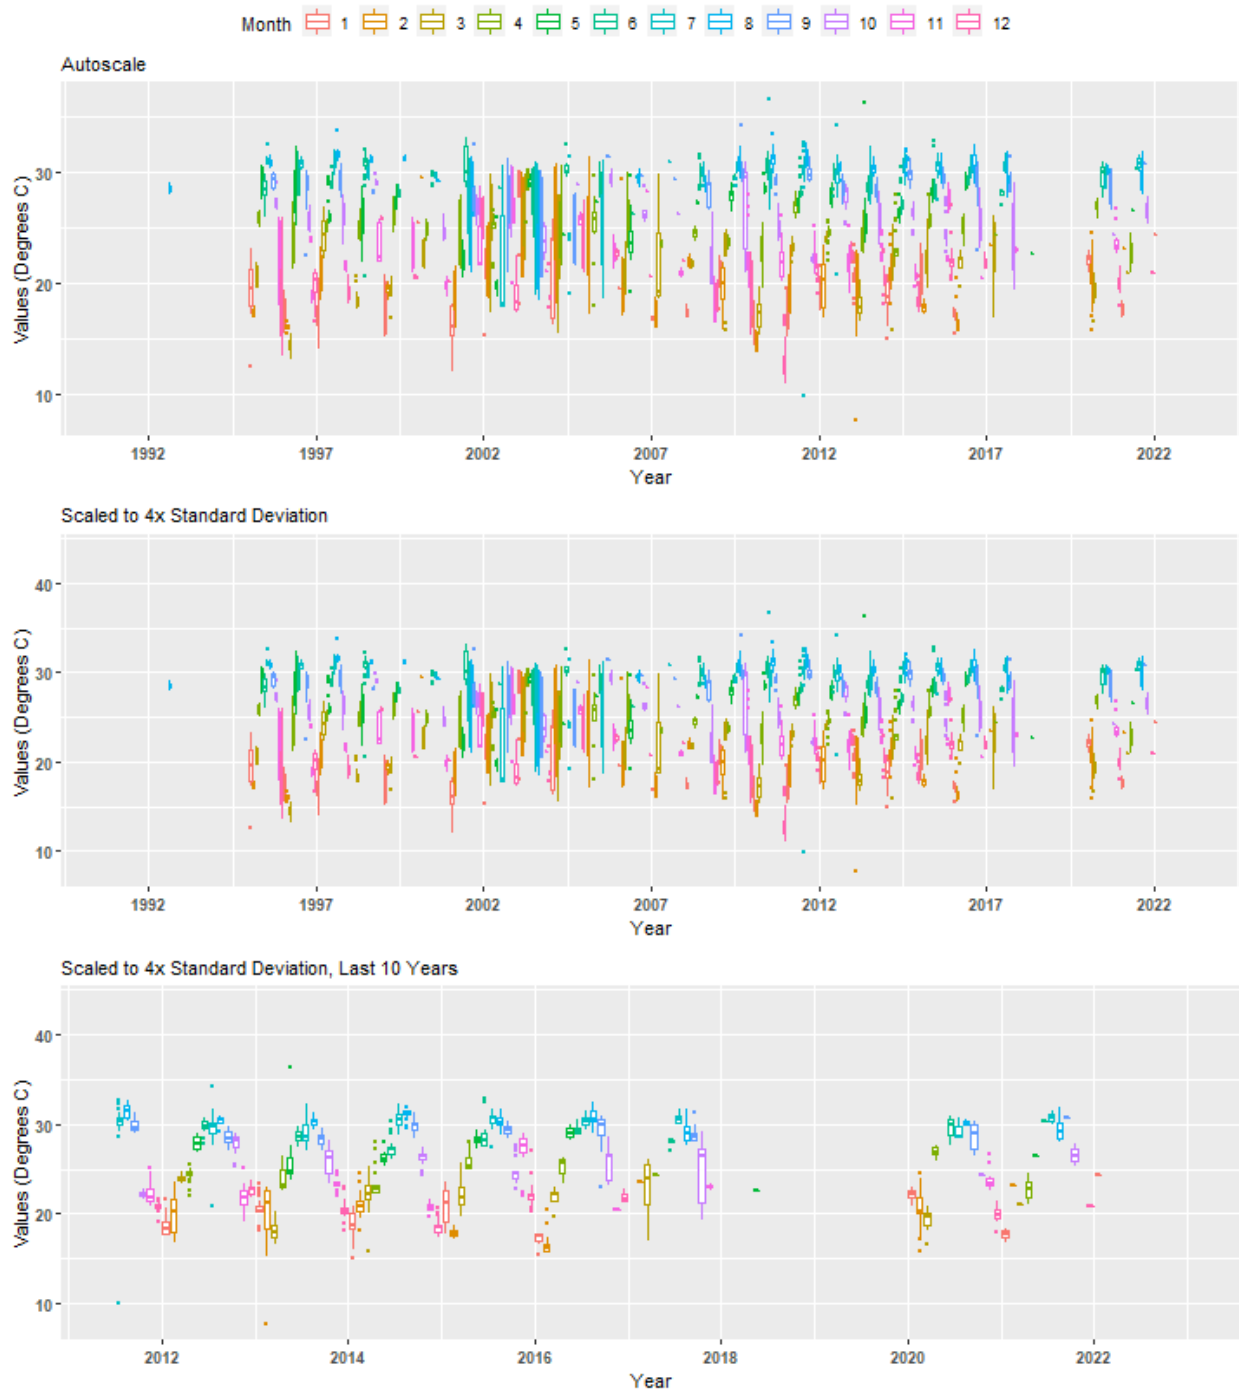 Month 1 2 3 4 5 6 7 8 9 10 11 12
Autoscale
Values (Degrees C)
30
20
10
1992 1997 2002 2007 2012 2017 2022
Year
Scaled to 4x Standard Deviation
Values (Degrees C)
40
30
20
10
1992 1997 2002 2007 2012 2017 2022
Year
Scaled to 4x Standard Deviation, Last 10 Years
Values (Degrees C)
40
30
20
10
2012 2014 2016 2018 2020 2022
Year